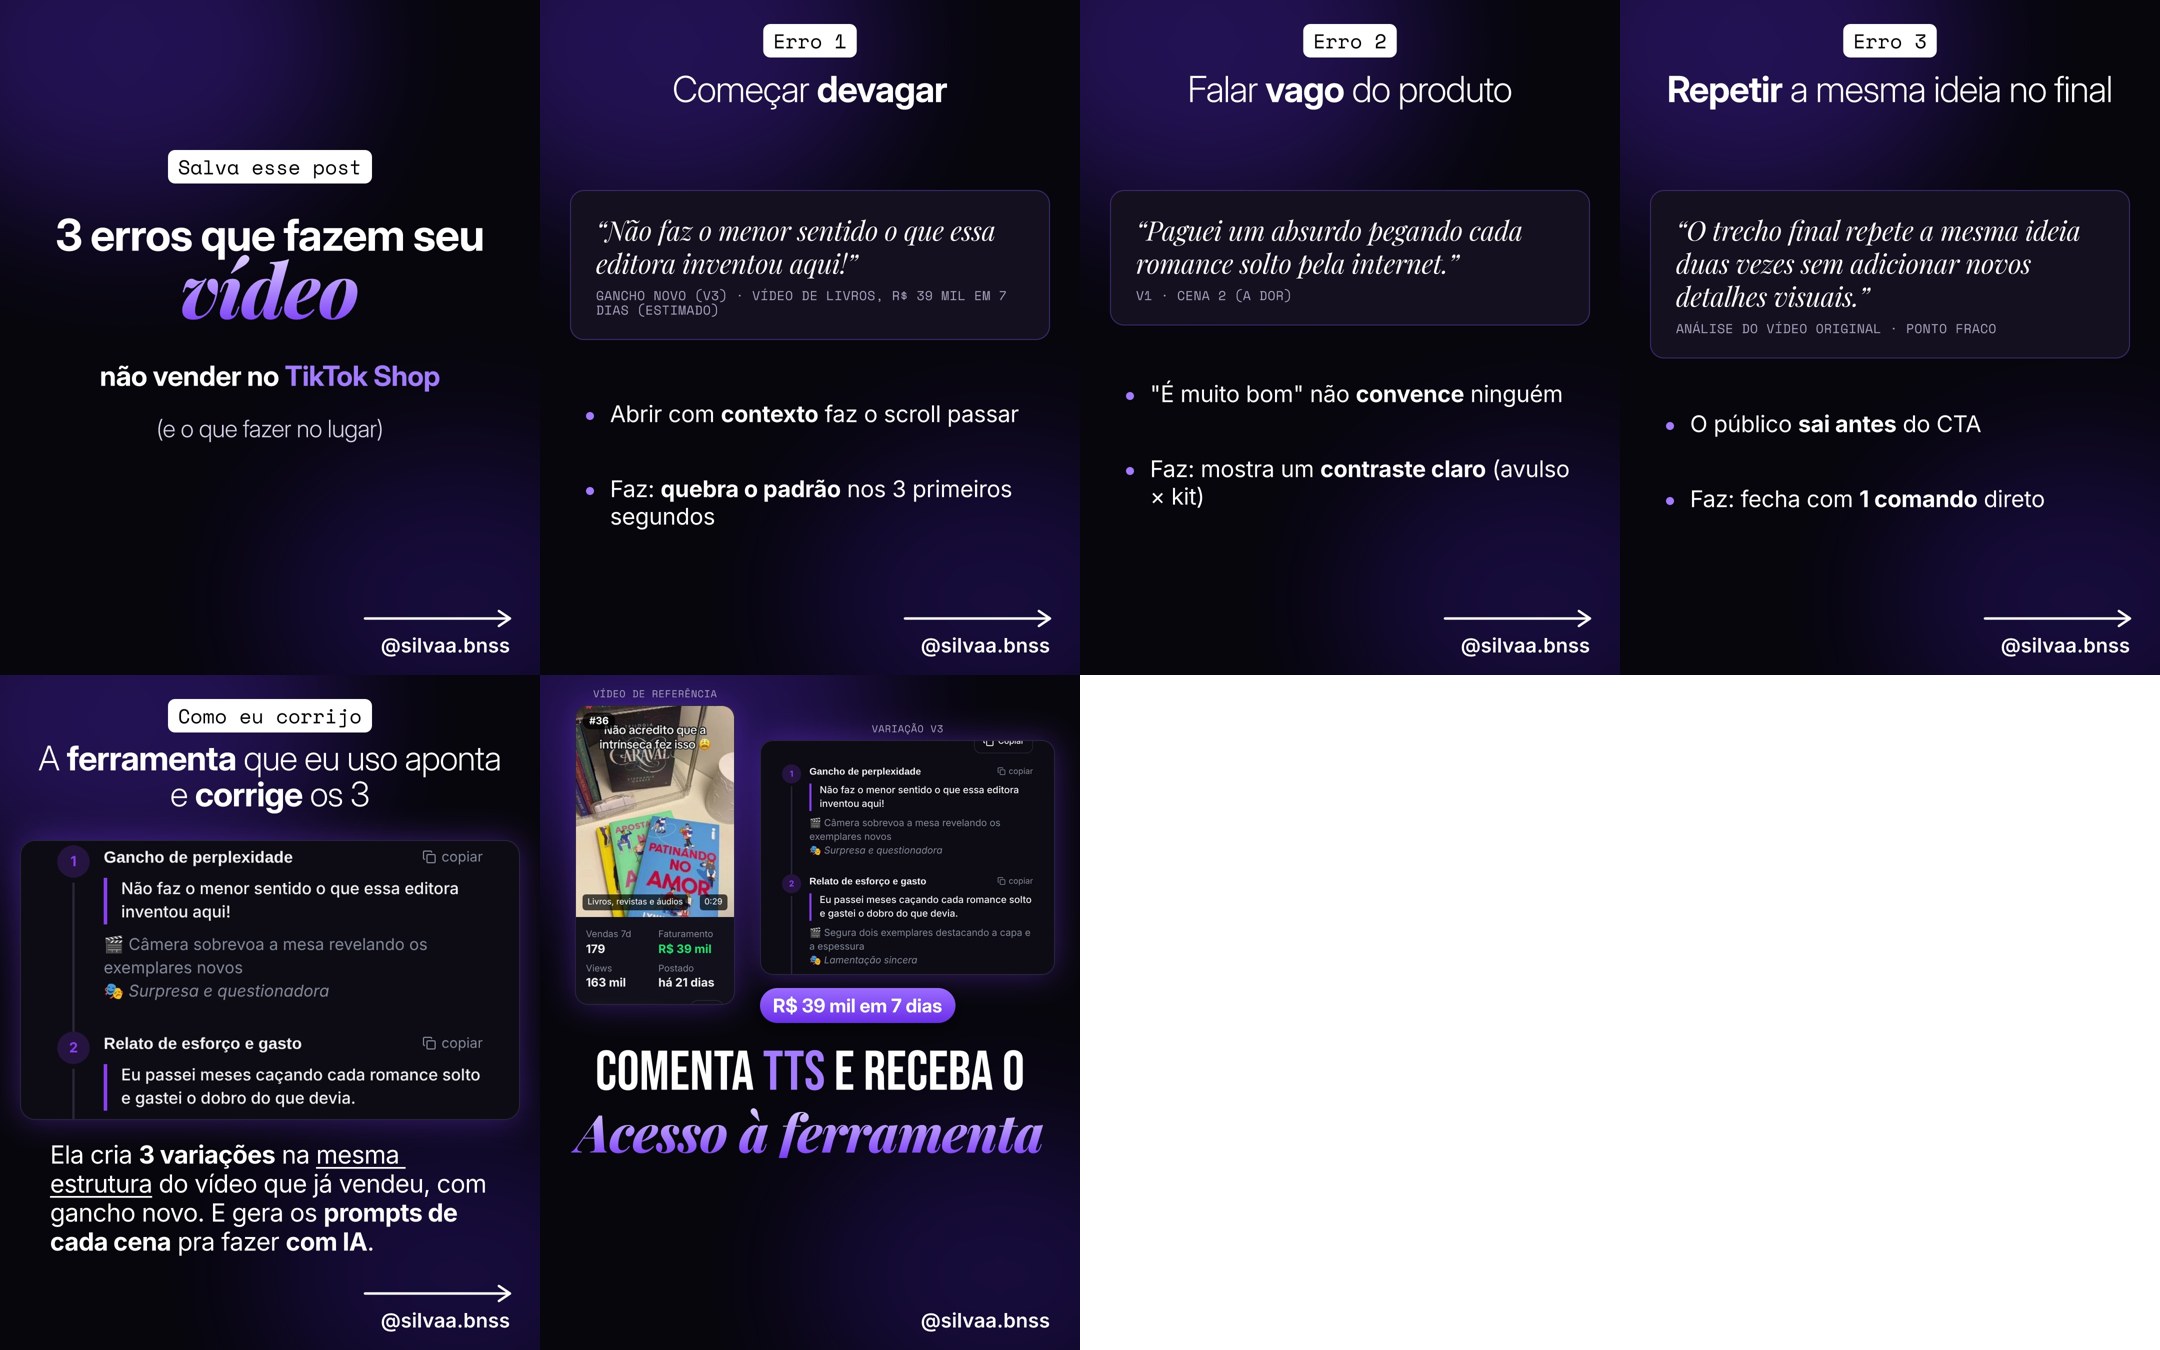 Salva esse post
3 erros que fazem seu
vídeo
não vender no TikTok Shop
(e o que fazer no lugar)
@silvaa.bnss
Erro 1
Começar devagar
“Não faz o menor sentido o que essa
editora inventou aqui!”
GANCHO NOVO (V3) · VÍDEO DE LIVROS, R$ 39 MIL EM 7
DIAS (ESTIMADO)
• Abrir com contexto faz o scroll passar
• Faz: quebra o padrão nos 3 primeiros
segundos
@silvaa.bnss
Erro 2
Falar vago do produto
“Paguei um absurdo pegando cada
romance solto pela internet.”
V1 · CENA 2 (A DOR)
• "É muito bom" não convence ninguém
• Faz: mostra um contraste claro (avulso
× kit)
@silvaa.bnss
Erro 3
Repetir a mesma ideia no final
“O trecho final repete a mesma ideia
duas vezes sem adicionar novos
detalhes visuais.”
ANÁLISE DO VÍDEO ORIGINAL · PONTO FRACO
• O público sai antes do CTA
• Faz: fecha com 1 comando direto
@silvaa.bnss
Como eu corrijo
A ferramenta que eu uso aponta
e corrige os 3
1 Gancho de perplexidade copiar
Não faz o menor sentido o que essa editora
inventou aqui!
🎬 Câmera sobrevoa a mesa revelando os
exemplares novos
🎭 Surpresa e questionadora
2 Relato de esforço e gasto copiar
Eu passei meses caçando cada romance solto
e gastei o dobro do que devia.
Ela cria 3 variações na mesma
estrutura do vídeo que já vendeu, com
gancho novo. E gera os prompts de
cada cena pra fazer com IA.
@silvaa.bnss
VÍDEO DE REFERÊNCIA
#36
Não acredito que a
intrínseca fez isso 😩
CARAVAL
APOSTA
PATINANDO
NO
AMOR
Livros, revistas e áudios 0:29
Vendas 7d Faturamento
179 R$ 39 mil
Views Postado
163 mil há 21 dias
VARIAÇÃO V3
Copiar
1 Gancho de perplexidade copiar
Não faz o menor sentido o que essa editora
inventou aqui!
🎬 Câmera sobrevoa a mesa revelando os
exemplares novos
🎭 Surpresa e questionadora
2 Relato de esforço e gasto copiar
Eu passei meses caçando cada romance solto
e gastei o dobro do que devia.
🎬 Segura dois exemplares destacando a capa e
a espessura
🎭 Lamentação sincera
R$ 39 mil em 7 dias
COMENTA TTS E RECEBA O
Acesso à ferramenta
@silvaa.bnss